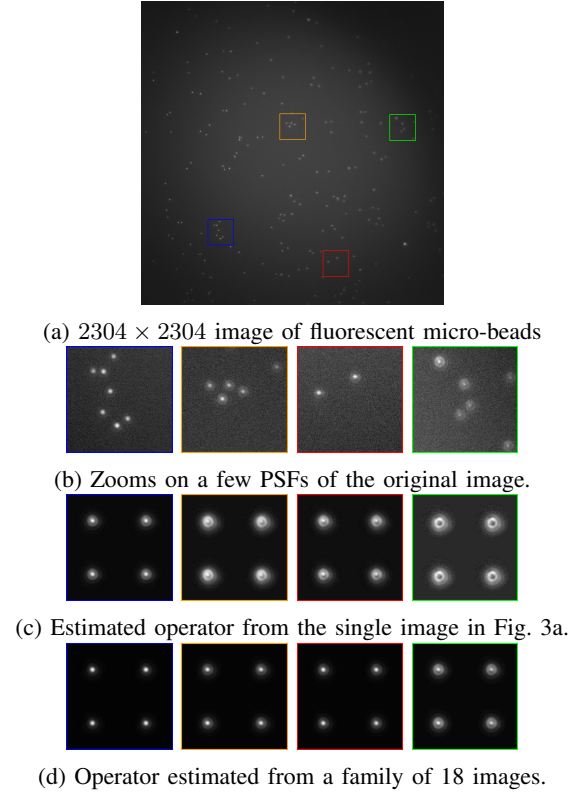 (a) 2304 × 2304 image of fluorescent micro-beads
(b) Zooms on a few PSFs of the original image.
(c) Estimated operator from the single image in Fig. 3a.
(d) Operator estimated from a family of 18 images.